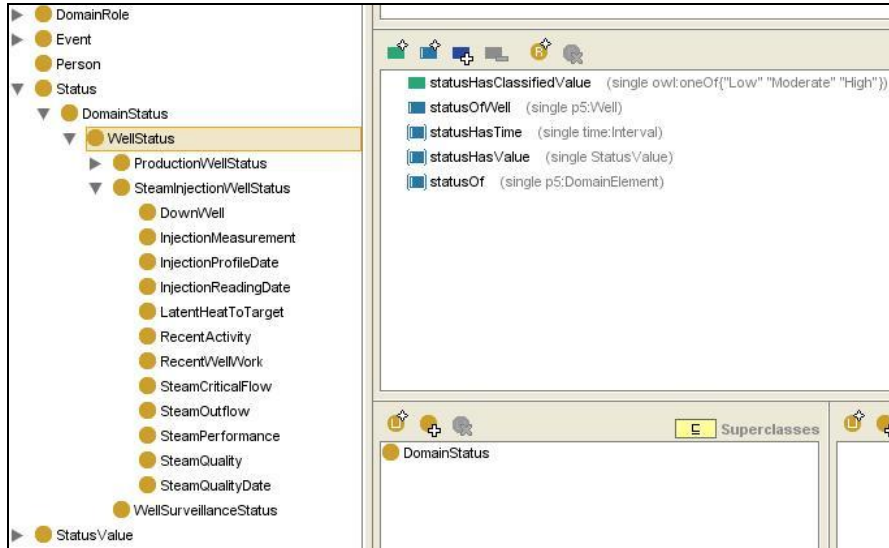 DomainRole
Event
Person
Status
DomainStatus
WellStatus
ProductionWellStatus
SteamInjectionWellStatus
DownWell
InjectionMeasurement
InjectionProfileDate
InjectionReadingDate
LatentHeatToTarget
RecentActivity
RecentWellWork
SteamCriticalFlow
SteamOutflow
SteamPerformance
SteamQuality
SteamQualityDate
WellSurveillanceStatus
StatusValue
statusHasClassifiedValue (single owl:oneOf{"Low" "Moderate" "High"})
statusOfWell (single p5:Well)
statusHasTime (single time:Interval)
statusHasValue (single StatusValue)
statusOf (single p5:DomainElement)
Superclasses
DomainStatus